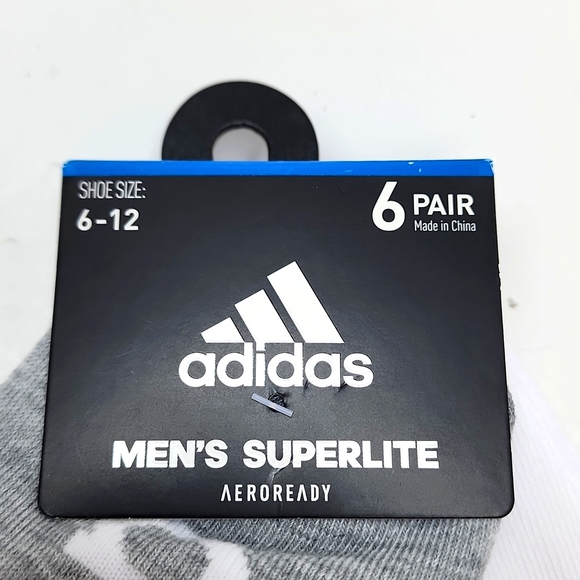 SHOE SIZE:
6-12
6 PAIR
Made in China
adidas
MEN'S SUPERLITE
AEROREADY